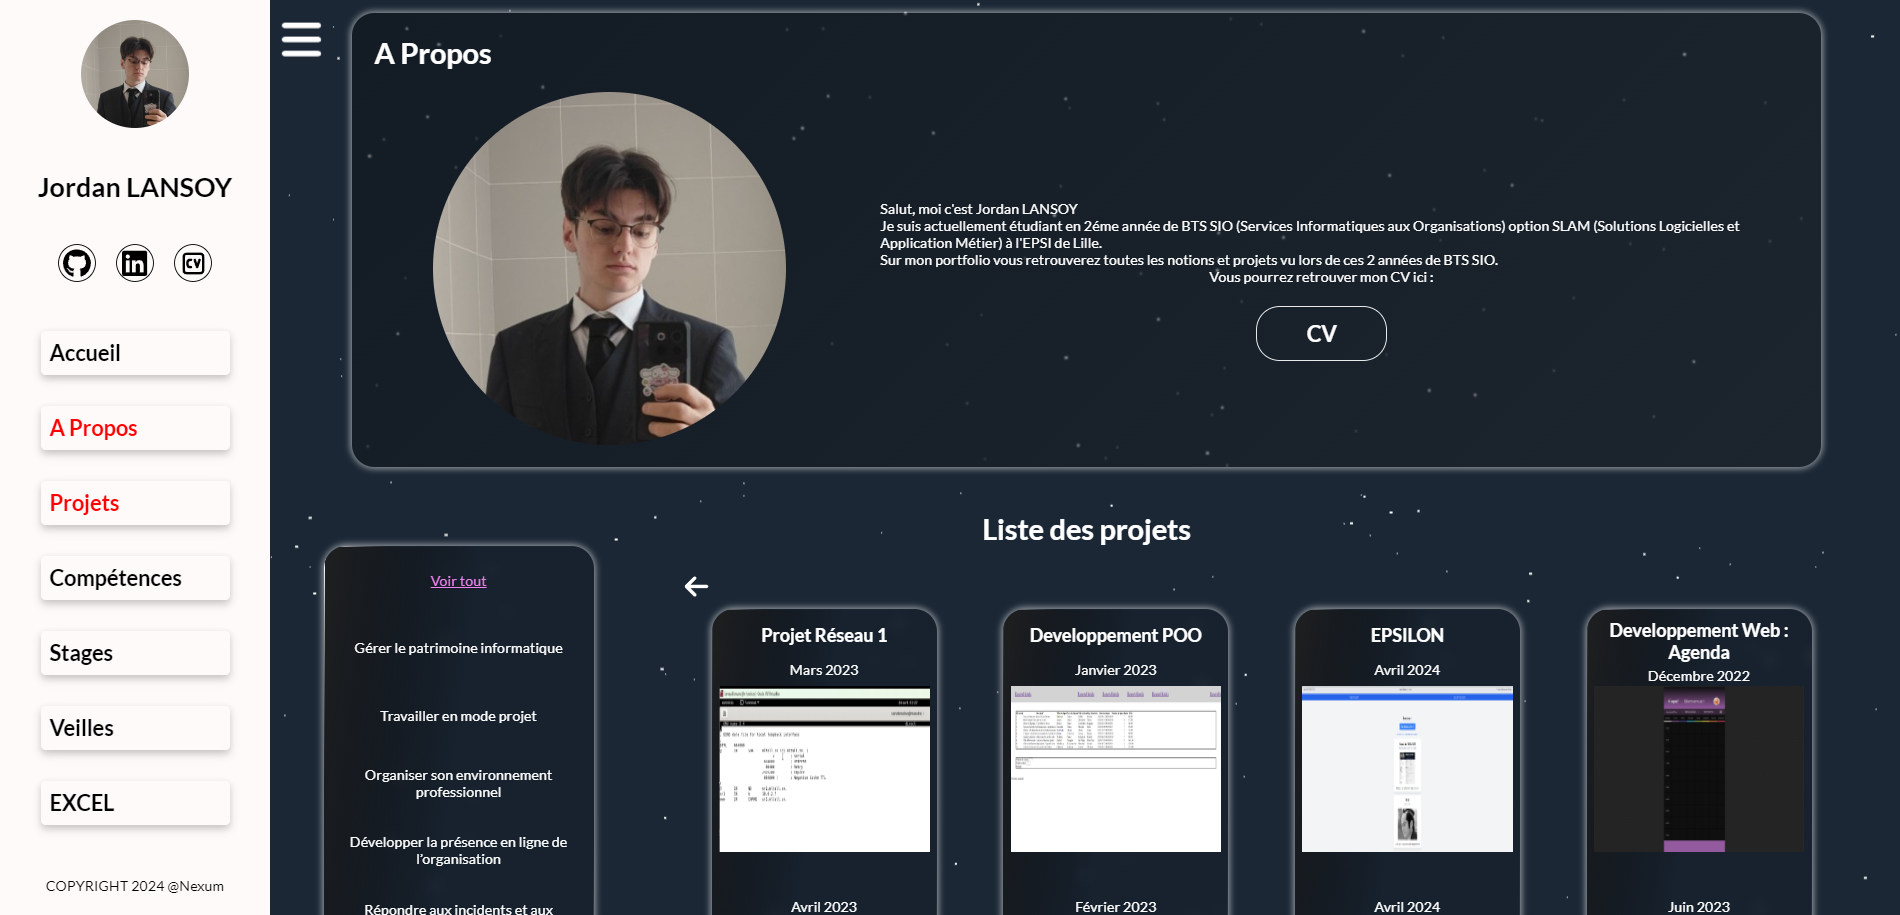 Jordan LANSOY
CV
Accueil
A Propos
Projets
Compétences
Stages
Veilles
EXCEL
COPYRIGHT 2024 @Nexum
A Propos
Salut, moi c'est Jordan LANSOY
Je suis actuellement étudiant en 2éme année de BTS SIO (Services Informatiques aux Organisations) option SLAM (Solutions Logicielles et
Application Métier) à l'EPSI de Lille.
Sur mon portfolio vous retrouverez toutes les notions et projets vu lors de ces 2 années de BTS SIO.
Vous pourrez retrouver mon CV ici :
CV
Liste des projets
Voir tout
Gérer le patrimoine informatique
Travailler en mode projet
Organiser son environnement
professionnel
Développer la présence en ligne de
l'organisation
Répondre aux incidents et aux
Projet Réseau 1
Mars 2023
Avril 2023
Developpement POO
Janvier 2023
Février 2023
EPSILON
Avril 2024
Avril 2024
Developpement Web :
Agenda
Décembre 2022
Juin 2023